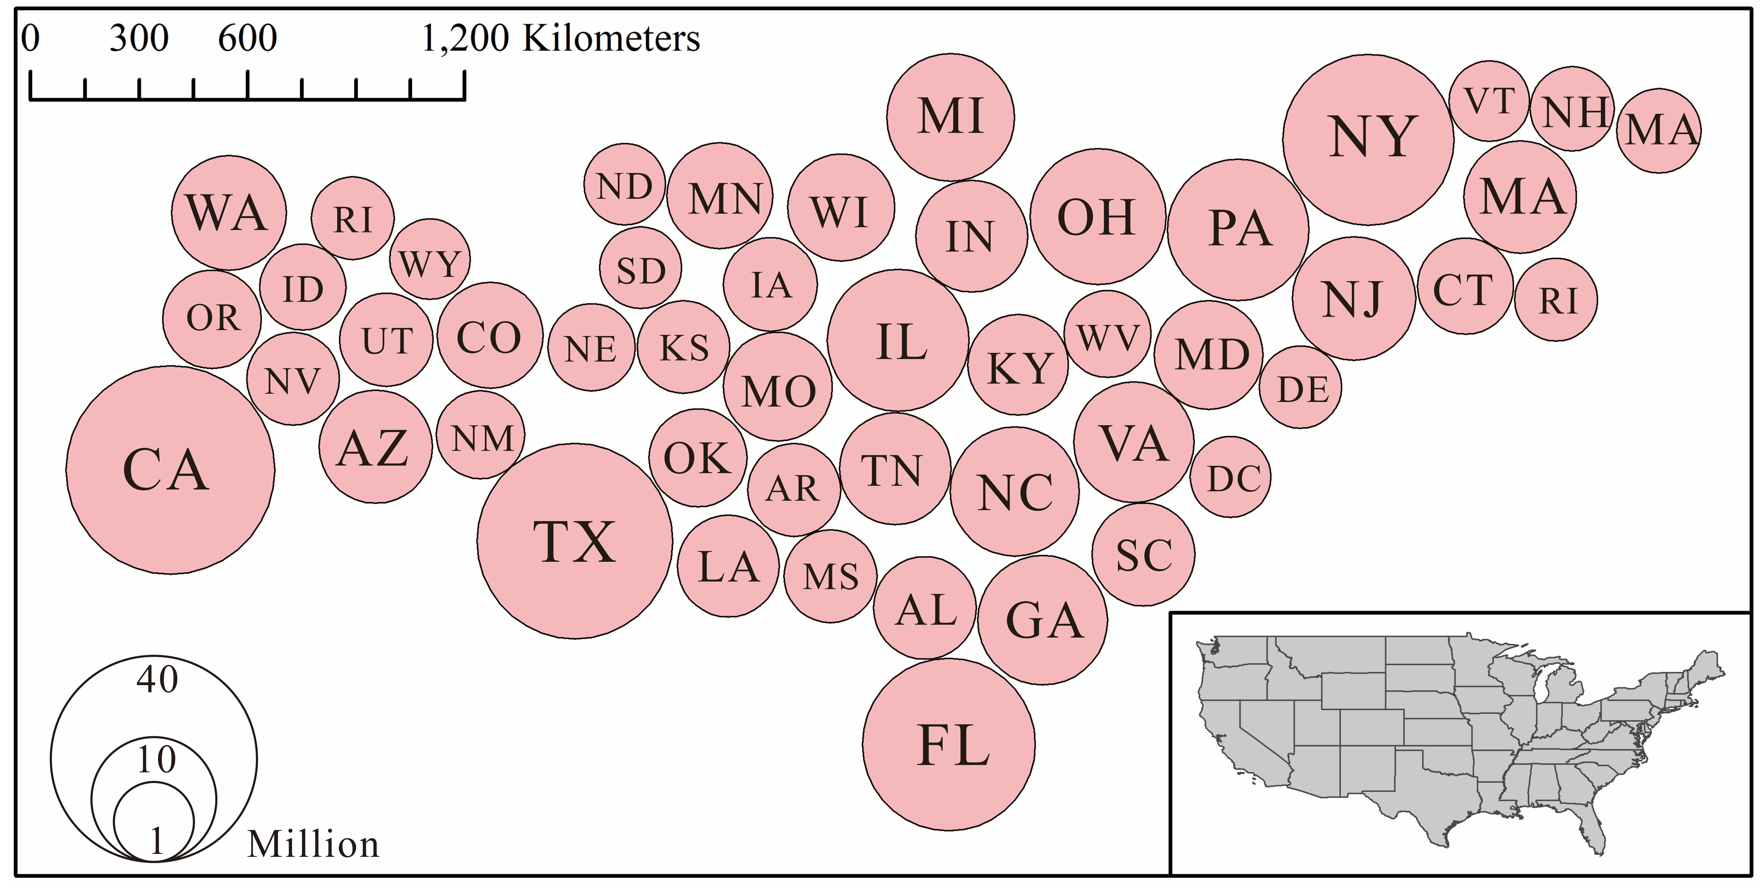 0 300 600 1,200 Kilometers
MI
VT NH MA
NY
ND MN WI
WA RI
OH PA MA
IN
WY SD IA
ID
OR
NJ CT RI
UT CO NE KS
IL WV
MD
KY
NV
MO
DE
AZ NM
OK
VA
CA
TN
AR
NC
DC
TX
LA MS
SC
AL GA
FL
40
10
1
Million